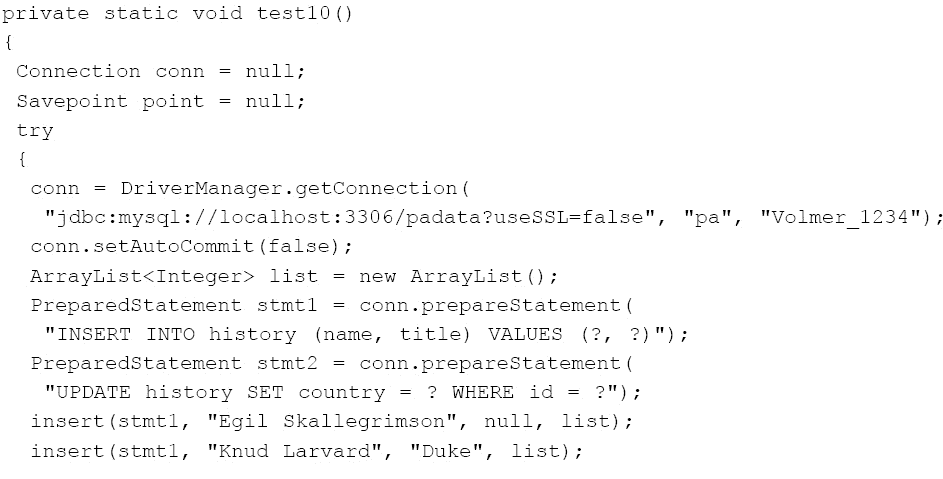 private static void test10()
{
 Connection conn = null;
 Savepoint point = null;
 try
 {
  conn = DriverManager.getConnection(
   "jdbc:mysql://localhost:3306/padata?useSSL=false", "pa", "Volmer_1234");
  conn.setAutoCommit(false);
  ArrayList<Integer> list = new ArrayList();
  PreparedStatement stmt1 = conn.prepareStatement(
   "INSERT INTO history (name, title) VALUES (?, ?)");
  PreparedStatement stmt2 = conn.prepareStatement(
   "UPDATE history SET country = ? WHERE id = ?");
  insert(stmt1, "Egil Skallegrimson", null, list);
  insert(stmt1, "Knud Larvard", "Duke", list);